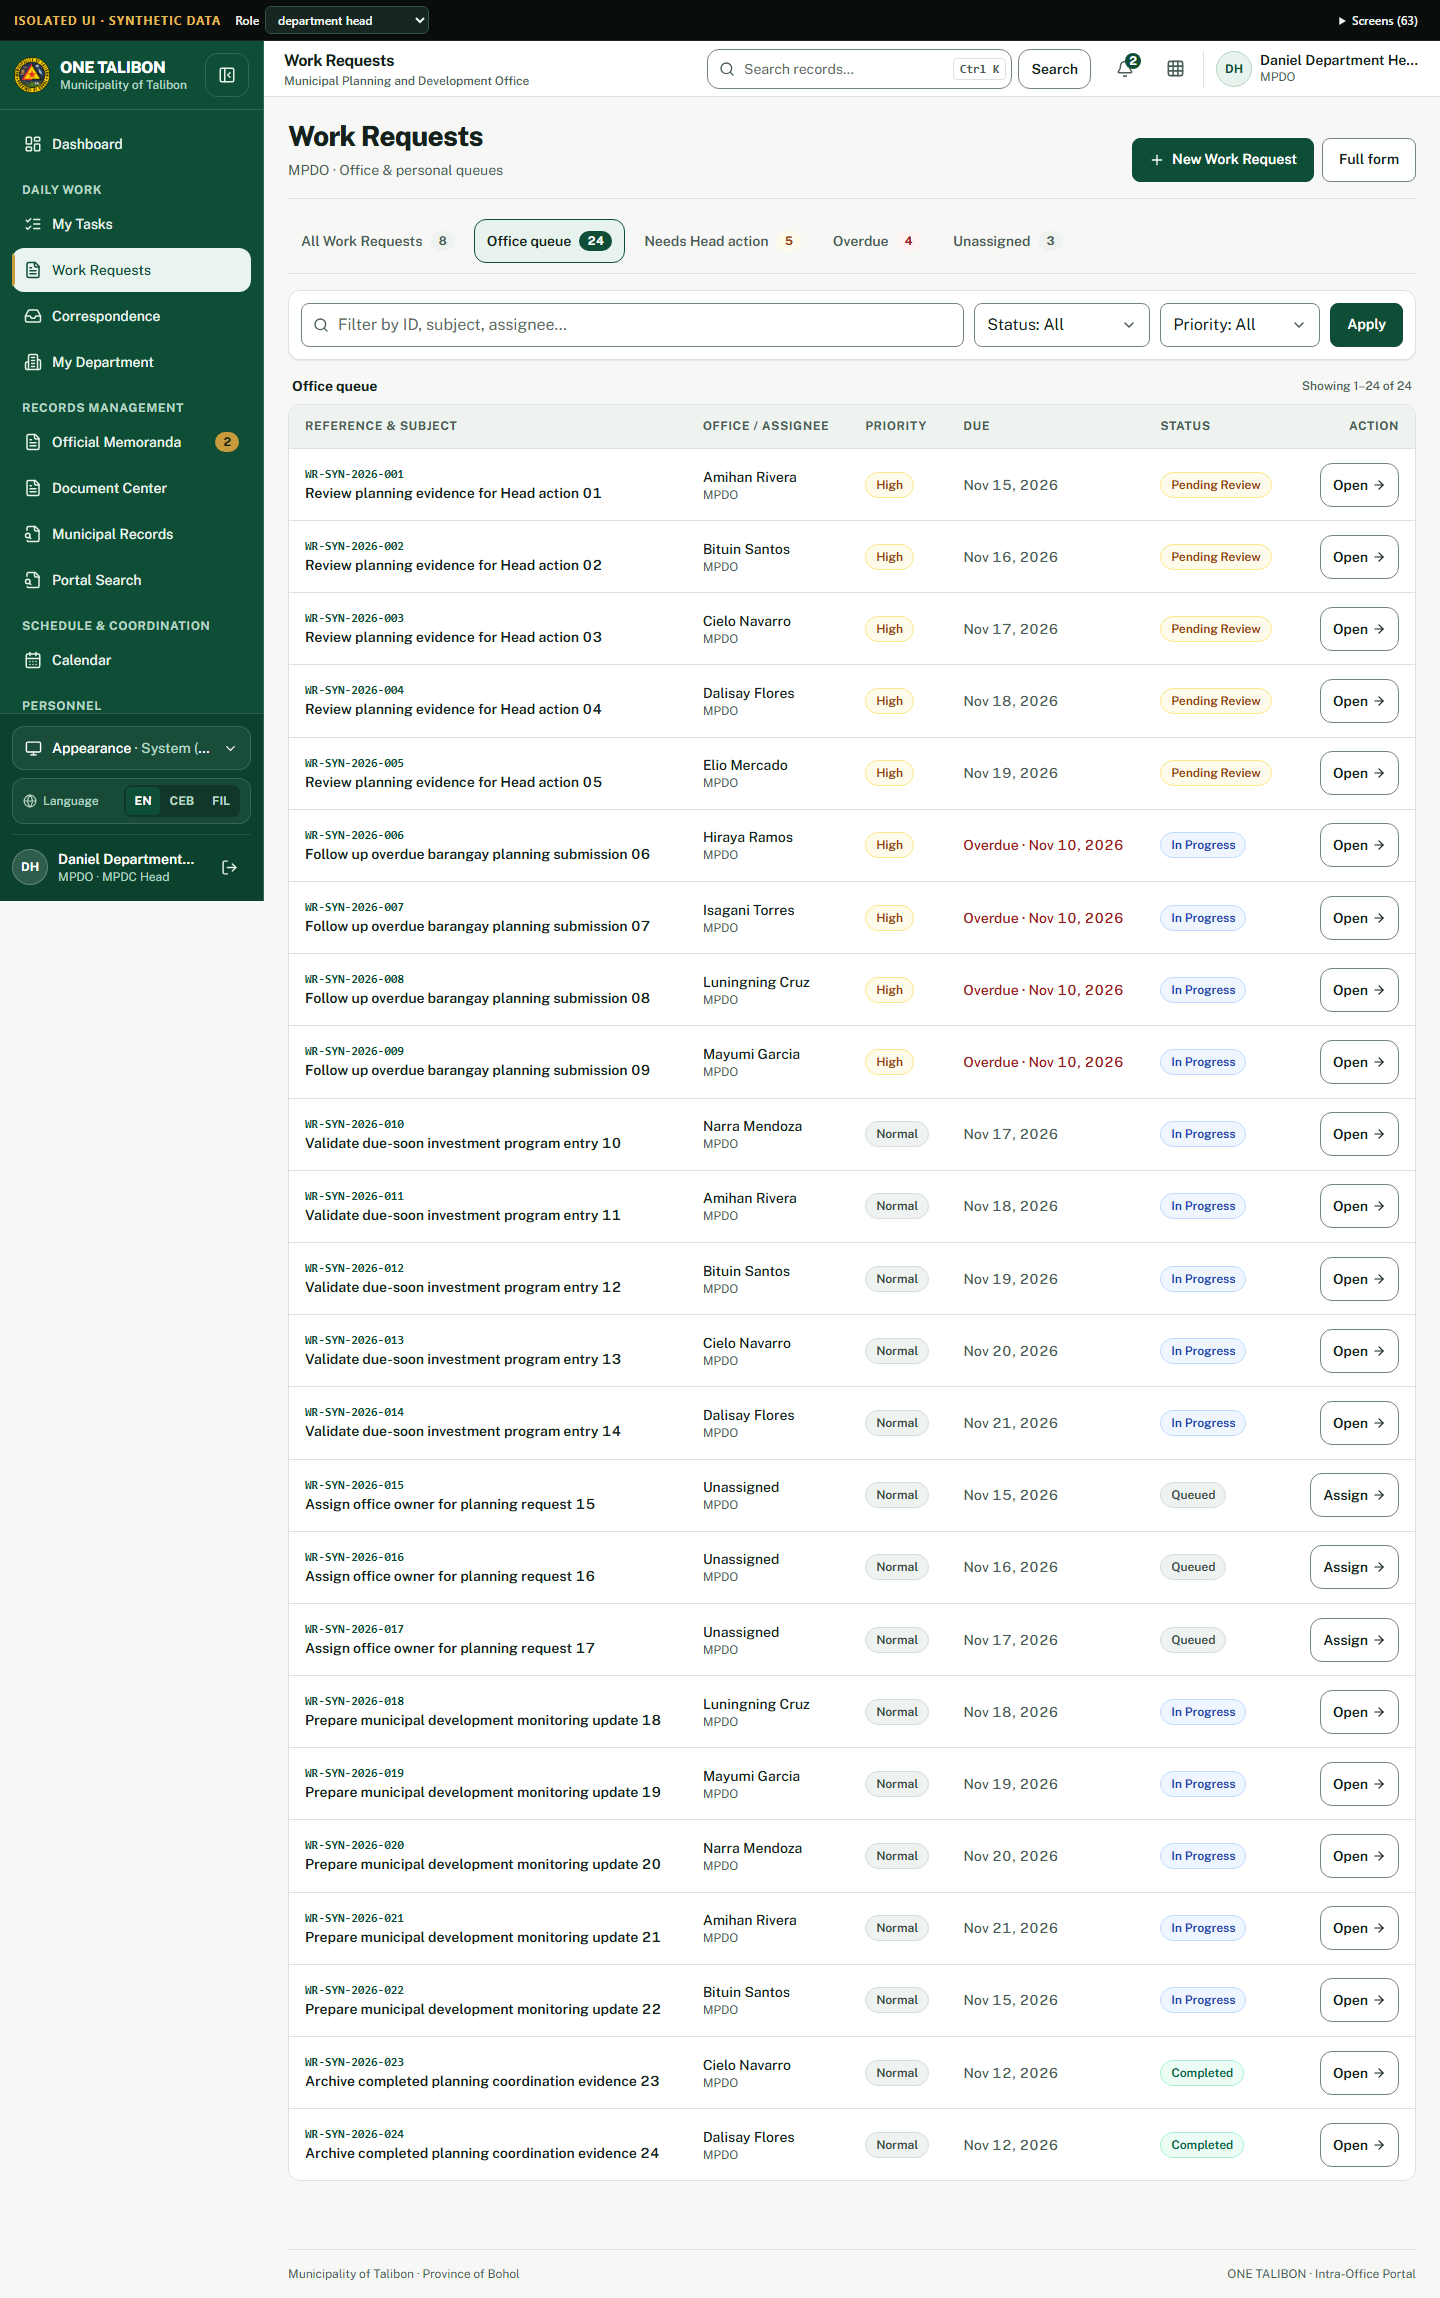 ISOLATED UI · SYNTHETIC DATA Role department head ▶ Screens (63)
ONE TALIBON
Municipality of Talibon
Dashboard
DAILY WORK
My Tasks
Work Requests
Correspondence
My Department
RECORDS MANAGEMENT
Official Memoranda 2
Document Center
Municipal Records
Portal Search
SCHEDULE & COORDINATION
Calendar
PERSONNEL
Appearance · System (...
Language EN CEB FIL
DH Daniel Department...
MPDO · MPDC Head
Work Requests
Municipal Planning and Development Office
Search records... Ctrl K Search 2
DH Daniel Department He...
MPDO
Work Requests
MPDO · Office & personal queues
+ New Work Request Full form
All Work Requests 8 Office queue 24 Needs Head action 5 Overdue 4 Unassigned 3
Filter by ID, subject, assignee... Status: All Priority: All Apply
Office queue Showing 1–24 of 24
REFERENCE & SUBJECT OFFICE / ASSIGNEE PRIORITY DUE STATUS ACTION
WR-SYN-2026-001
Review planning evidence for Head action 01
Amihan Rivera
MPDO
High Nov 15, 2026 Pending Review Open →
WR-SYN-2026-002
Review planning evidence for Head action 02
Bituin Santos
MPDO
High Nov 16, 2026 Pending Review Open →
WR-SYN-2026-003
Review planning evidence for Head action 03
Cielo Navarro
MPDO
High Nov 17, 2026 Pending Review Open →
WR-SYN-2026-004
Review planning evidence for Head action 04
Dalisay Flores
MPDO
High Nov 18, 2026 Pending Review Open →
WR-SYN-2026-005
Review planning evidence for Head action 05
Elio Mercado
MPDO
High Nov 19, 2026 Pending Review Open →
WR-SYN-2026-006
Follow up overdue barangay planning submission 06
Hiraya Ramos
MPDO
High Overdue · Nov 10, 2026 In Progress Open →
WR-SYN-2026-007
Follow up overdue barangay planning submission 07
Isagani Torres
MPDO
High Overdue · Nov 10, 2026 In Progress Open →
WR-SYN-2026-008
Follow up overdue barangay planning submission 08
Luningning Cruz
MPDO
High Overdue · Nov 10, 2026 In Progress Open →
WR-SYN-2026-009
Follow up overdue barangay planning submission 09
Mayumi Garcia
MPDO
High Overdue · Nov 10, 2026 In Progress Open →
WR-SYN-2026-010
Validate due-soon investment program entry 10
Narra Mendoza
MPDO
Normal Nov 17, 2026 In Progress Open →
WR-SYN-2026-011
Validate due-soon investment program entry 11
Amihan Rivera
MPDO
Normal Nov 18, 2026 In Progress Open →
WR-SYN-2026-012
Validate due-soon investment program entry 12
Bituin Santos
MPDO
Normal Nov 19, 2026 In Progress Open →
WR-SYN-2026-013
Validate due-soon investment program entry 13
Cielo Navarro
MPDO
Normal Nov 20, 2026 In Progress Open →
WR-SYN-2026-014
Validate due-soon investment program entry 14
Dalisay Flores
MPDO
Normal Nov 21, 2026 In Progress Open →
WR-SYN-2026-015
Assign office owner for planning request 15
Unassigned
MPDO
Normal Nov 15, 2026 Queued Assign →
WR-SYN-2026-016
Assign office owner for planning request 16
Unassigned
MPDO
Normal Nov 16, 2026 Queued Assign →
WR-SYN-2026-017
Assign office owner for planning request 17
Unassigned
MPDO
Normal Nov 17, 2026 Queued Assign →
WR-SYN-2026-018
Prepare municipal development monitoring update 18
Luningning Cruz
MPDO
Normal Nov 18, 2026 In Progress Open →
WR-SYN-2026-019
Prepare municipal development monitoring update 19
Mayumi Garcia
MPDO
Normal Nov 19, 2026 In Progress Open →
WR-SYN-2026-020
Prepare municipal development monitoring update 20
Narra Mendoza
MPDO
Normal Nov 20, 2026 In Progress Open →
WR-SYN-2026-021
Prepare municipal development monitoring update 21
Amihan Rivera
MPDO
Normal Nov 21, 2026 In Progress Open →
WR-SYN-2026-022
Prepare municipal development monitoring update 22
Bituin Santos
MPDO
Normal Nov 15, 2026 In Progress Open →
WR-SYN-2026-023
Archive completed planning coordination evidence 23
Cielo Navarro
MPDO
Normal Nov 12, 2026 Completed Open →
WR-SYN-2026-024
Archive completed planning coordination evidence 24
Dalisay Flores
MPDO
Normal Nov 12, 2026 Completed Open →
Municipality of Talibon · Province of Bohol ONE TALIBON · Intra-Office Portal